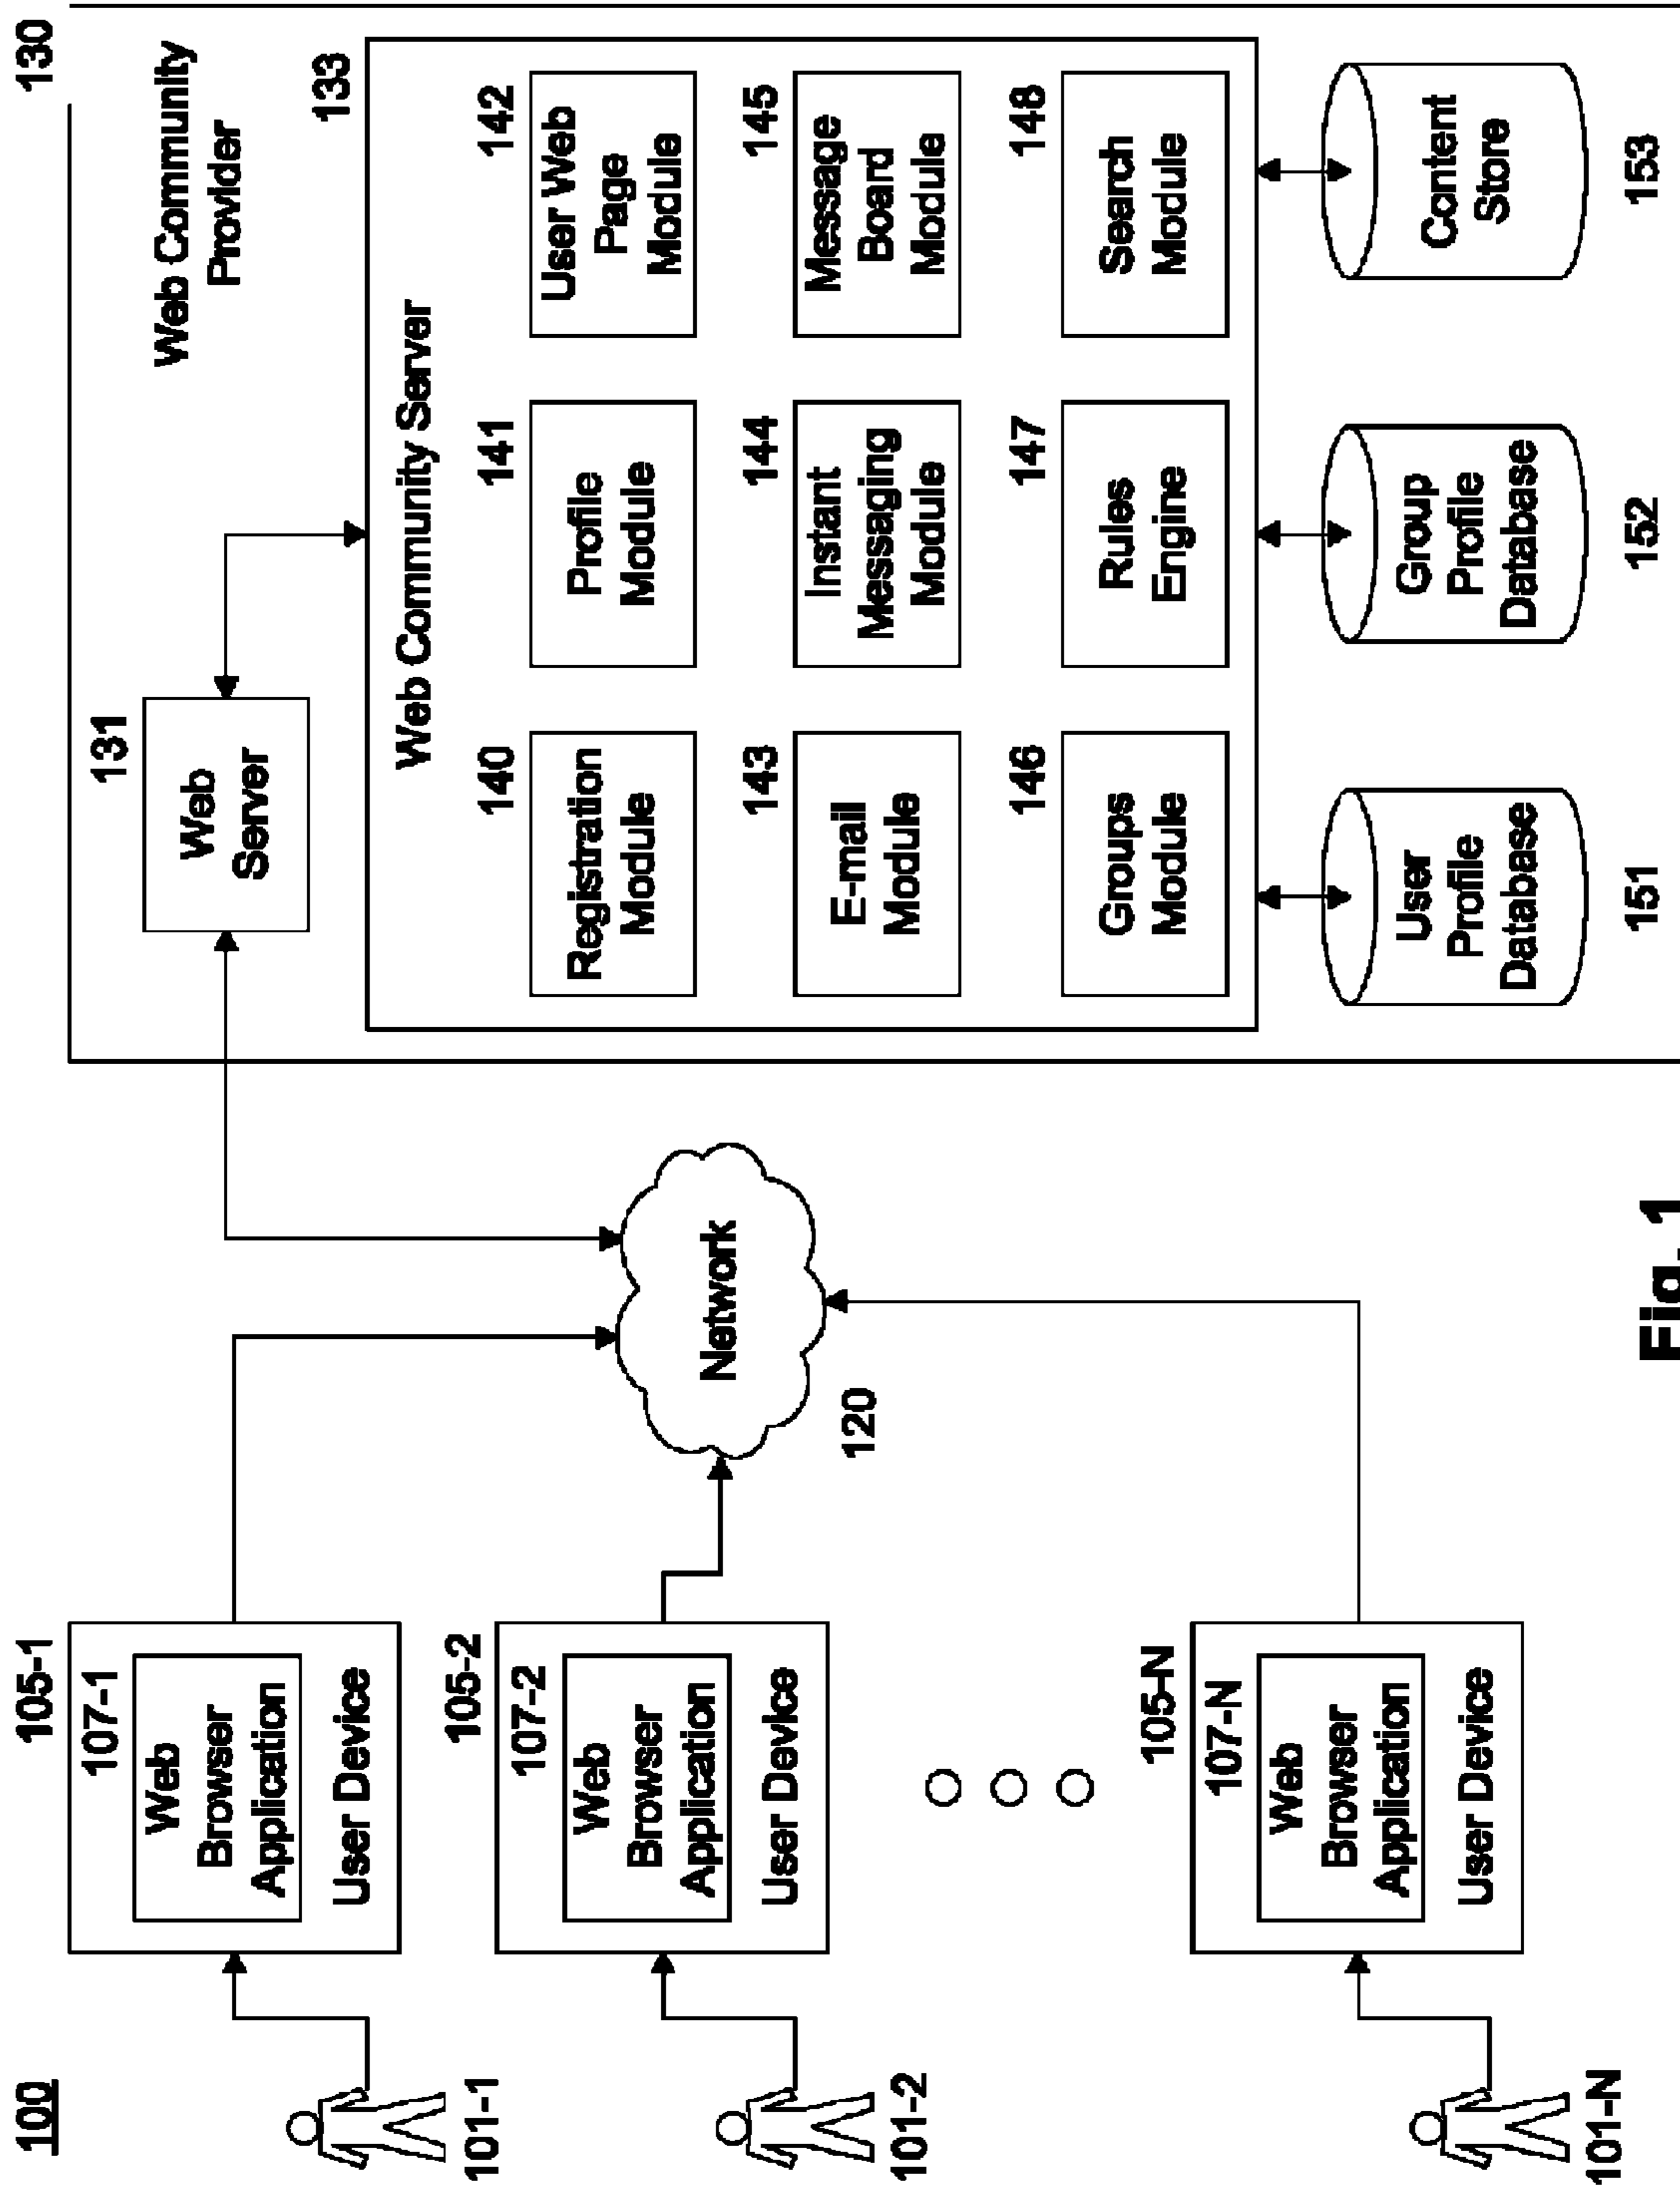 100
101-1
101-2
101-N
105-1
107-1
Web
Browser
Application
User Device
105-2
107-2
Web
Browser
Application
User Device
105-N
107-N
Web
Browser
Application
User Device
Network
120
130
Web Community
Provider
131
Web
Server
133
Web Community Server
140
Registration
Module
141
Profile
Module
142
User Web
Page
Module
143
E-mail
Module
144
Instant
Messaging
Module
145
Message
Board
Module
146
Groups
Module
147
Rules
Engine
148
Search
Module
User
Profile
Database
151
Group
Profile
Database
152
Content
Store
153
Fig. 1